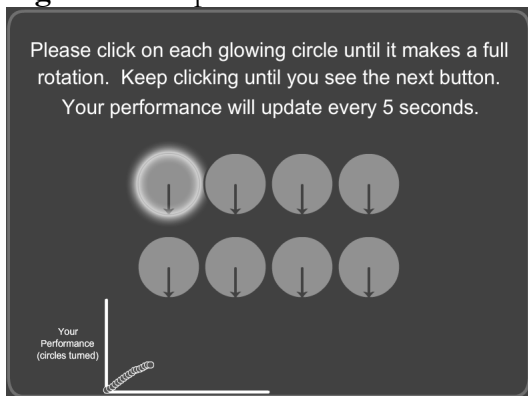 Please click on each glowing circle until it makes a full
rotation. Keep clicking until you see the next button.
Your performance will update every 5 seconds.
Your
Performance
(circles turned)